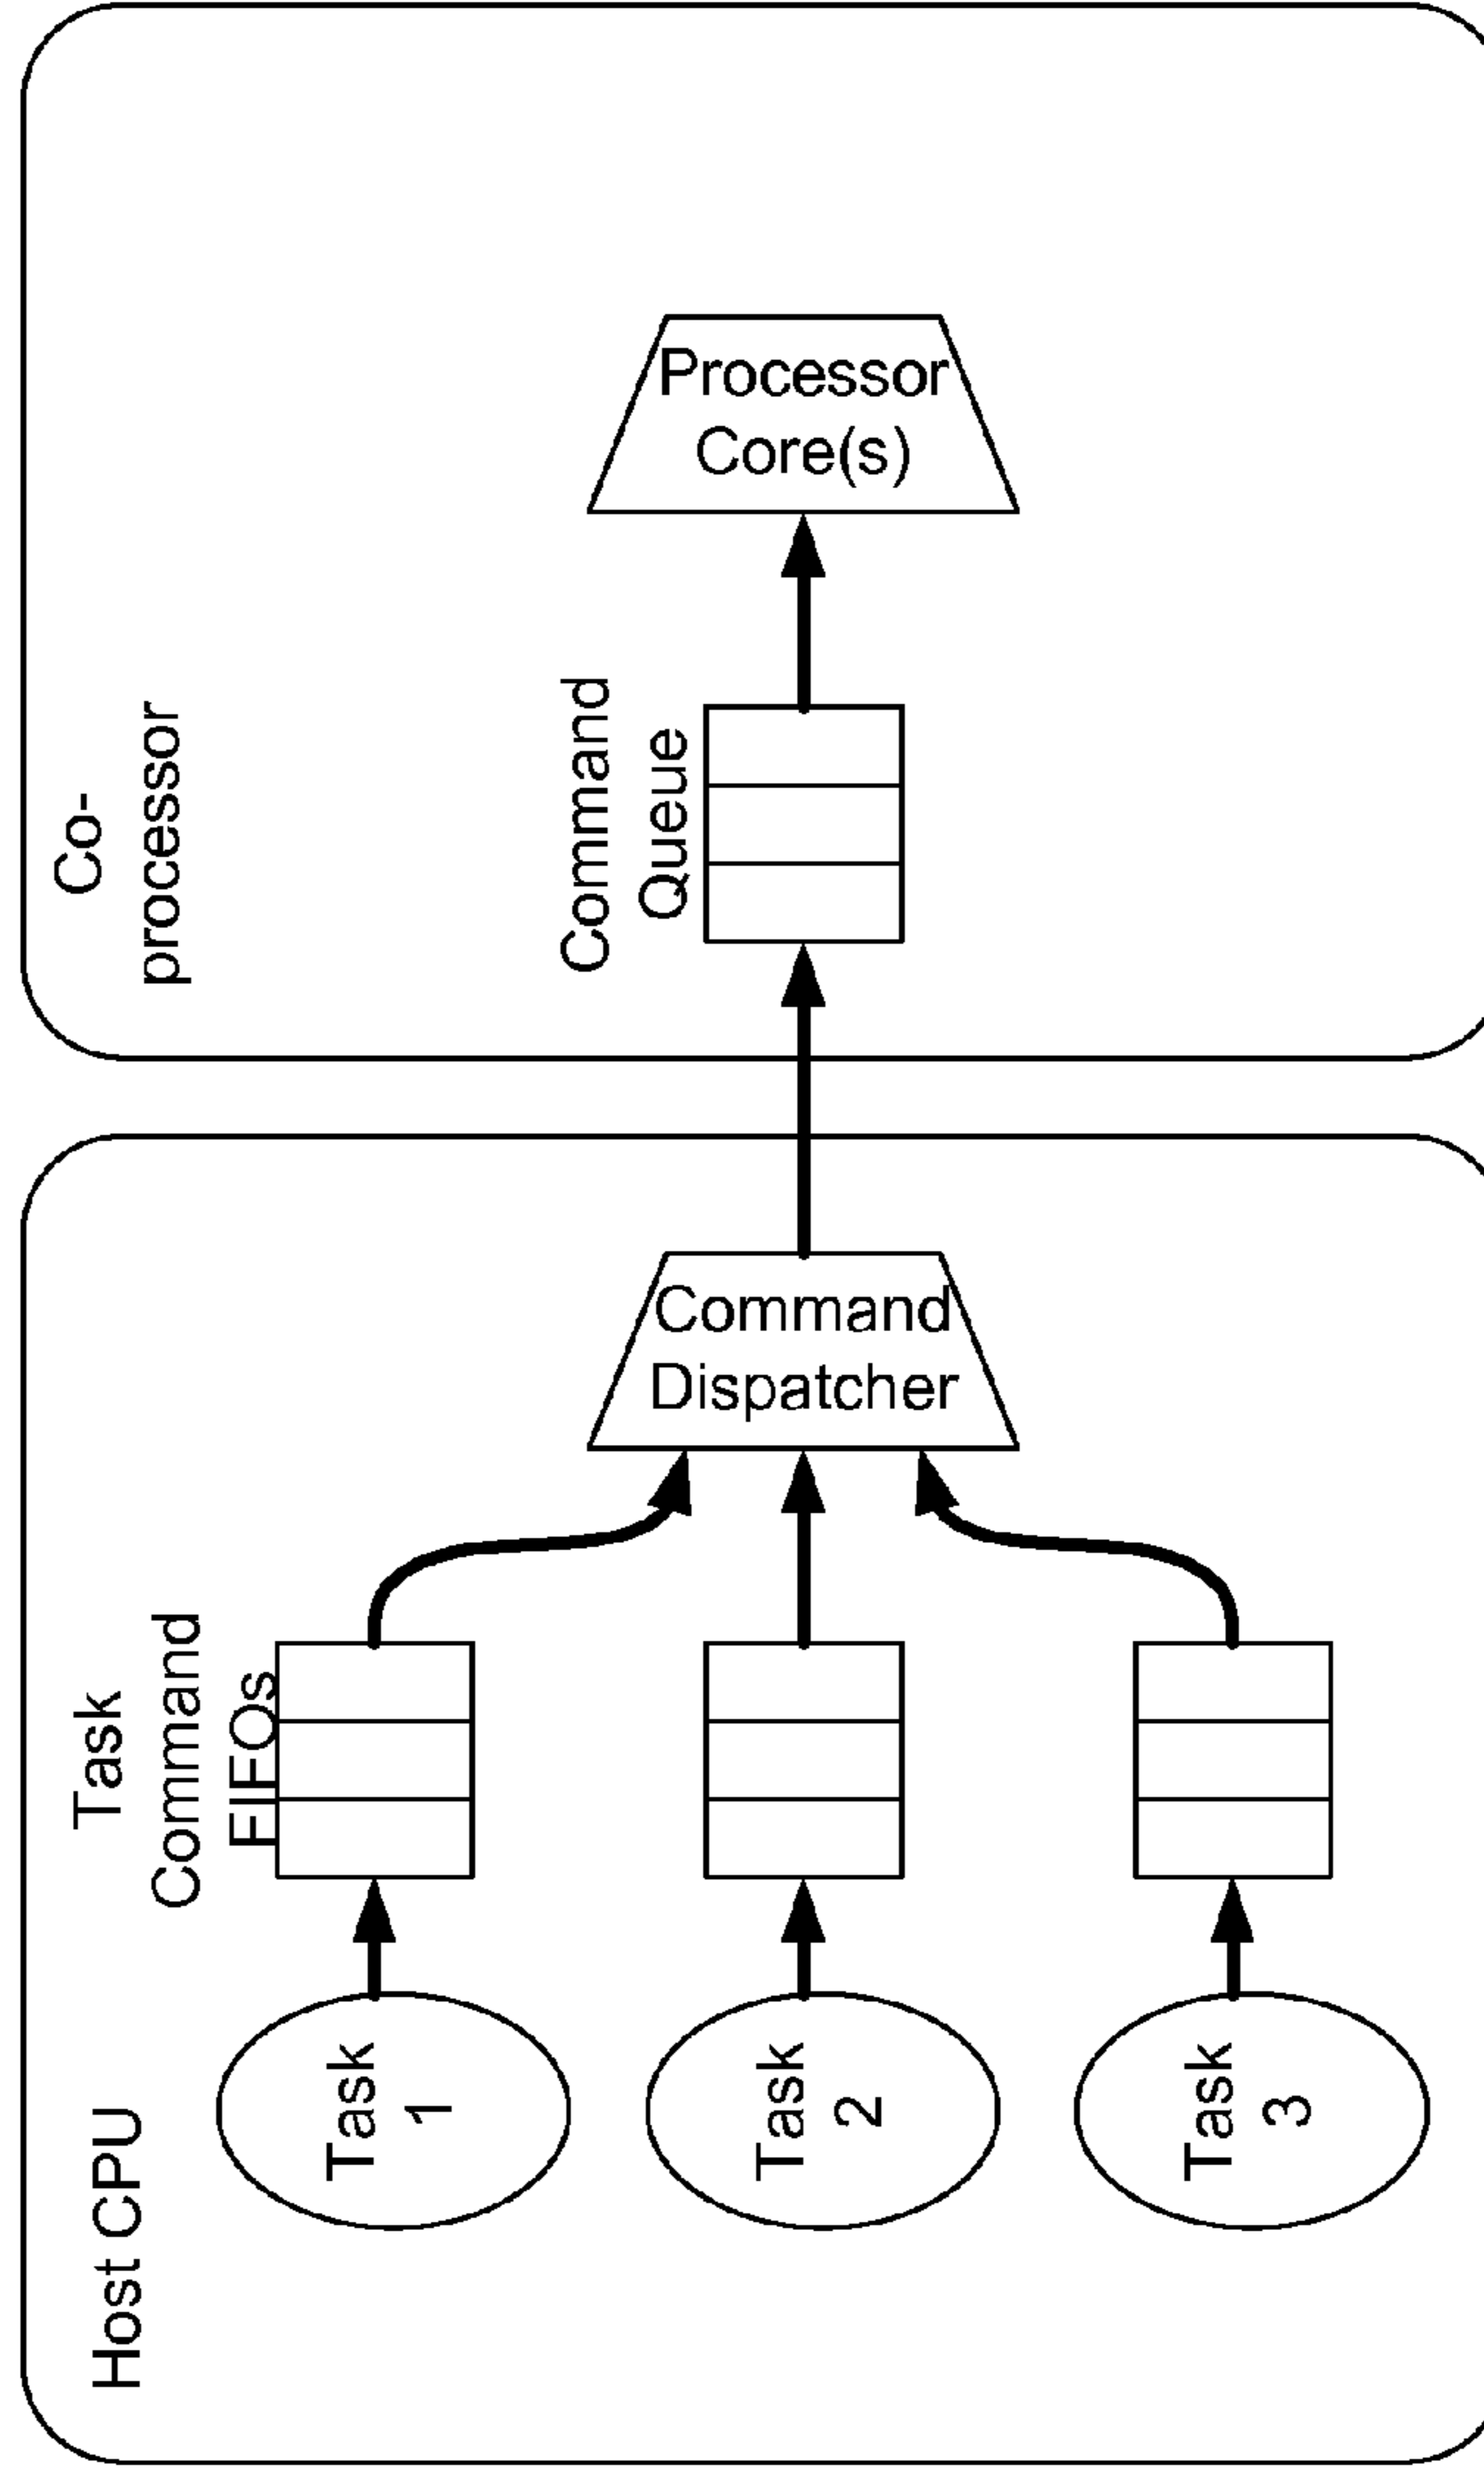 Host CPU
Task
Command
FIFOs
Task
1
Task
2
Task
3
Command
Dispatcher
Co-
processor
Command
Queue
Processor
Core(s)